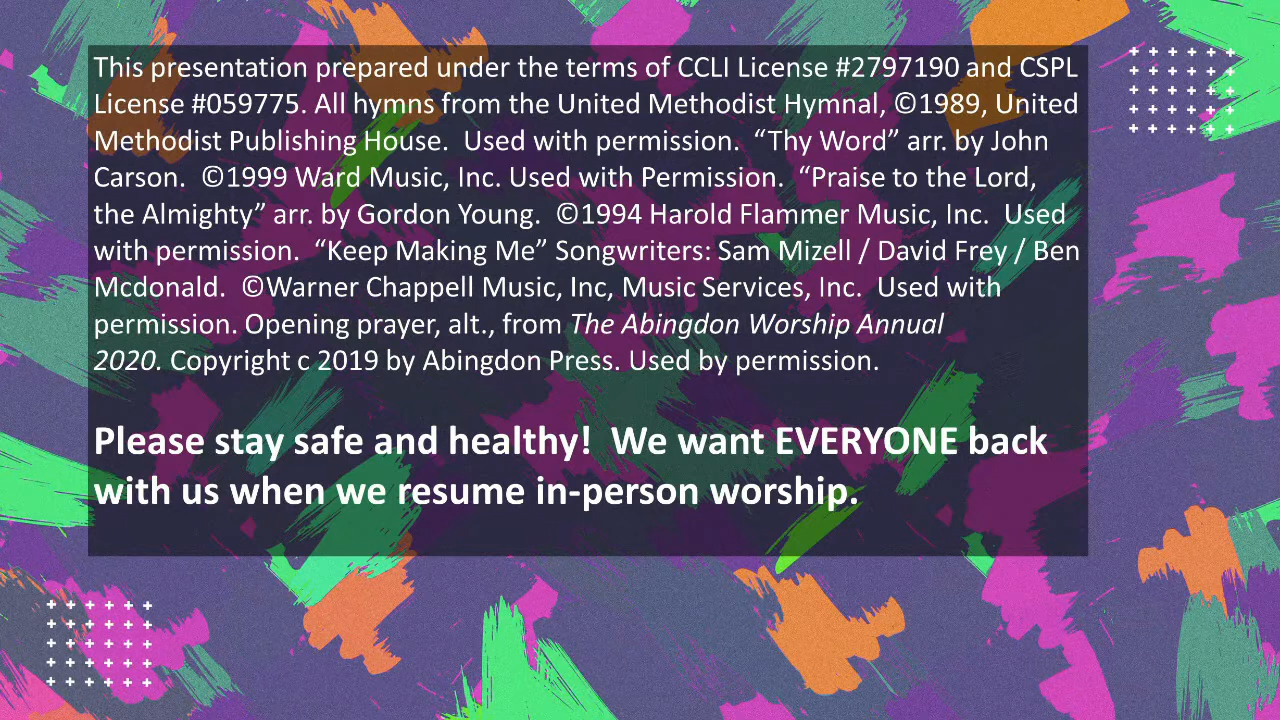 This presentation prepared under the terms of CCLI License #2797190 and CSPL
License #059775. All hymns from the United Methodist Hymnal, ©1989, United
Methodist Publishing House.  Used with permission.  “Thy Word” arr. by John
Carson.  ©1999 Ward Music, Inc. Used with Permission.  “Praise to the Lord,
the Almighty” arr. by Gordon Young.  ©1994 Harold Flammer Music, Inc.  Used
with permission.  “Keep Making Me” Songwriters: Sam Mizell / David Frey / Ben
Mcdonald.  ©Warner Chappell Music, Inc, Music Services, Inc.  Used with
permission. Opening prayer, alt., from The Abingdon Worship Annual
2020. Copyright c 2019 by Abingdon Press. Used by permission.
Please stay safe and healthy!  We want EVERYONE back
with us when we resume in-person worship.